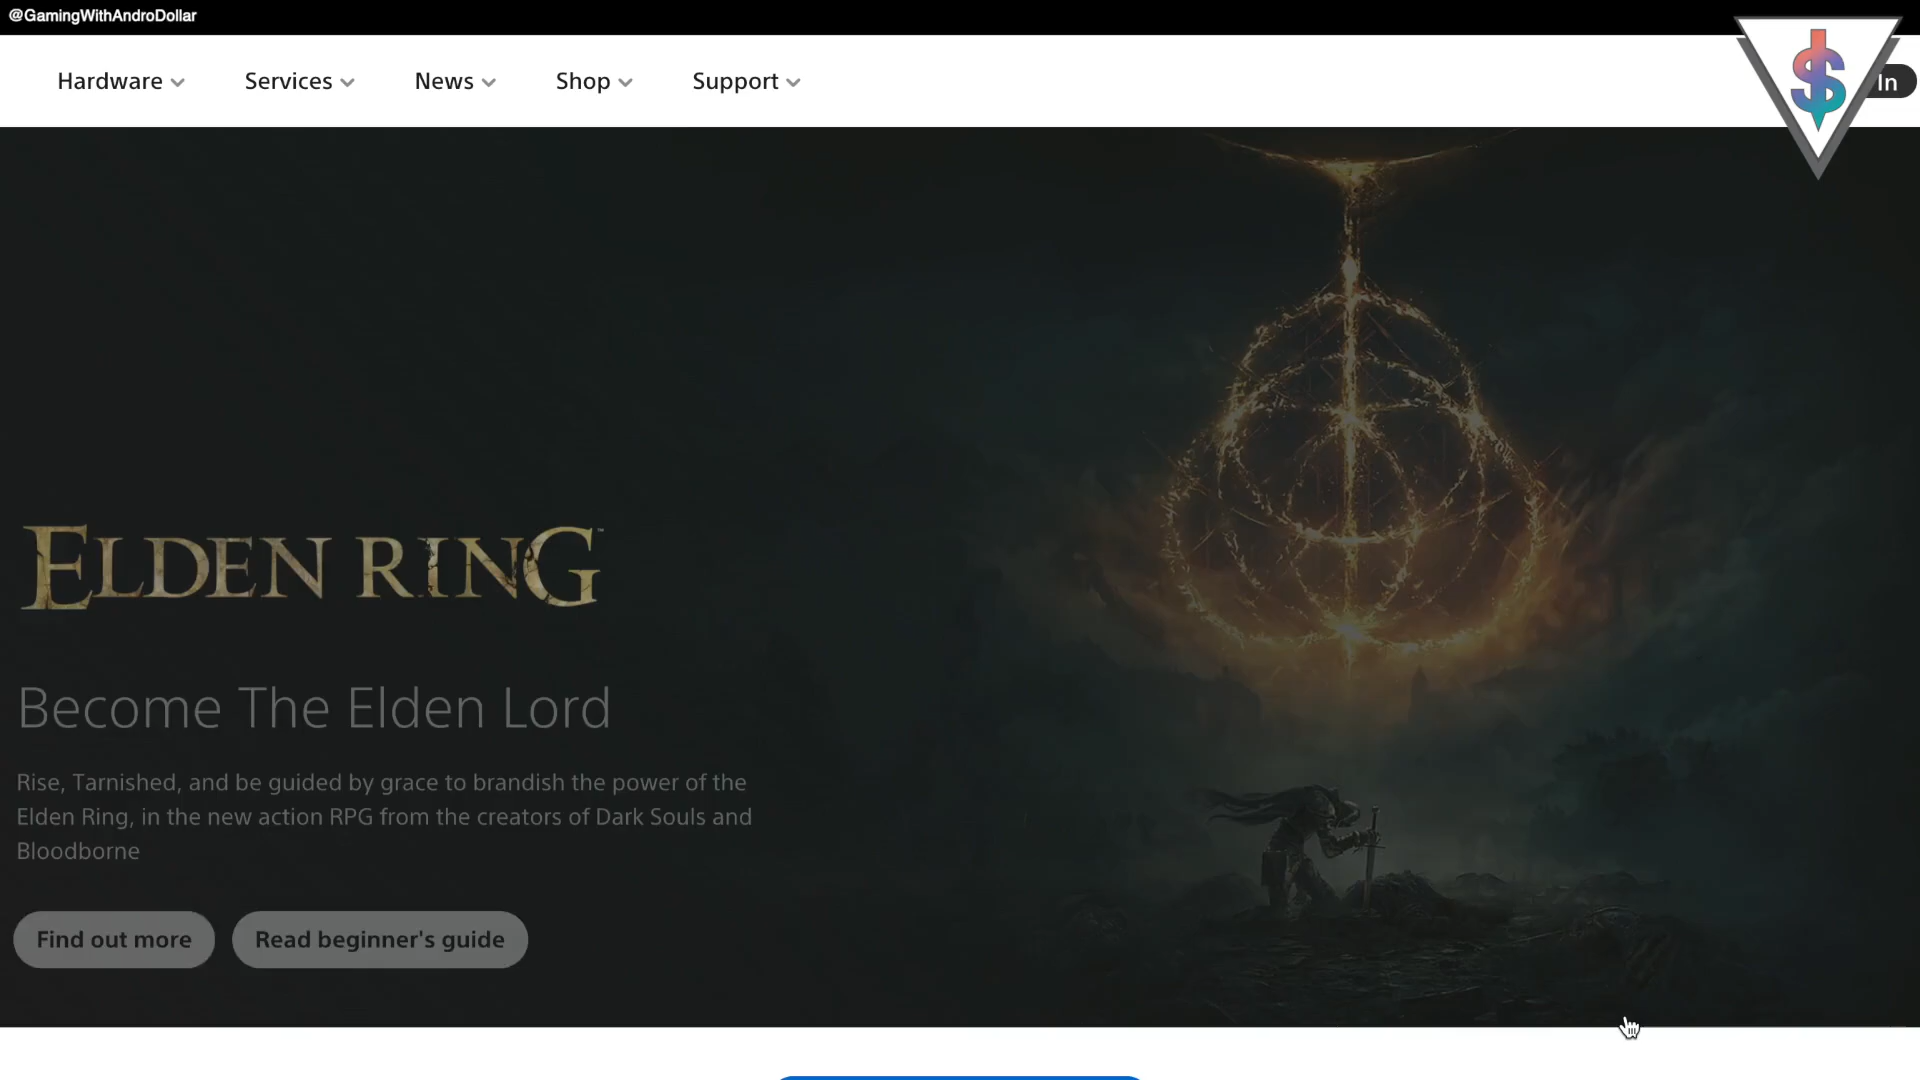 @GamingWithAndroDollar
Hardware Services News Shop Support In
ELDEN RING™
Become The Elden Lord
Rise, Tarnished, and be guided by grace to brandish the power of the
Elden Ring, in the new action RPG from the creators of Dark Souls and
Bloodborne
Find out more Read beginner's guide